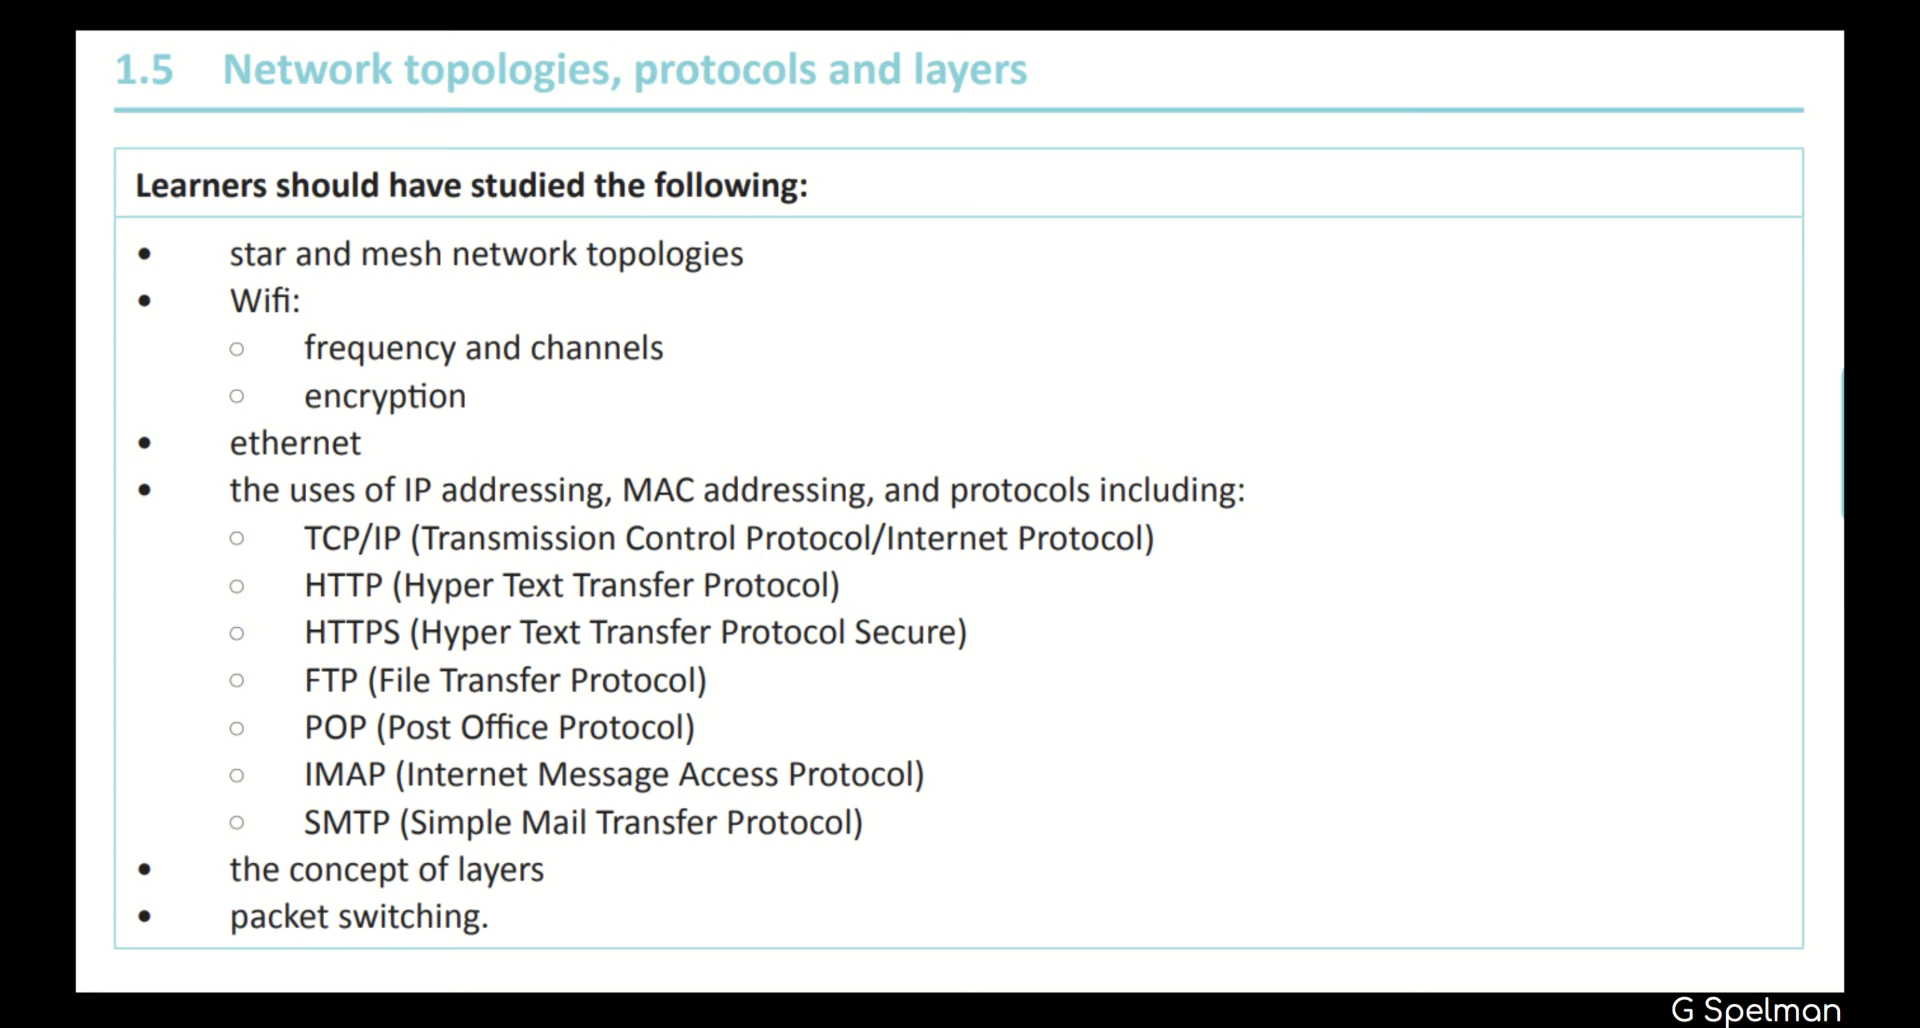 1.5 Network topologies, protocols and layers
Learners should have studied the following:
• star and mesh network topologies
• Wifi:
○ frequency and channels
○ encryption
• ethernet
• the uses of IP addressing, MAC addressing, and protocols including:
○ TCP/IP (Transmission Control Protocol/Internet Protocol)
○ HTTP (Hyper Text Transfer Protocol)
○ HTTPS (Hyper Text Transfer Protocol Secure)
○ FTP (File Transfer Protocol)
○ POP (Post Office Protocol)
○ IMAP (Internet Message Access Protocol)
○ SMTP (Simple Mail Transfer Protocol)
• the concept of layers
• packet switching.
G Spelman